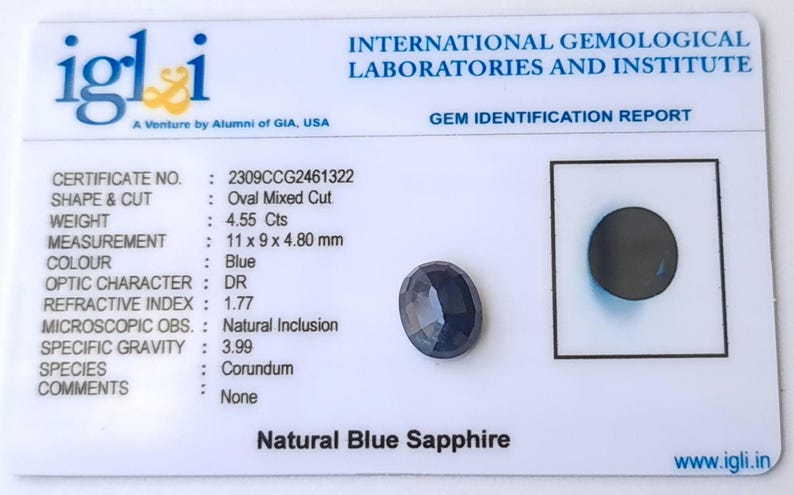 igl&i
A Venture by Alumni of GIA, USA
INTERNATIONAL GEMOLOGICAL
LABORATORIES AND INSTITUTE
GEM IDENTIFICATION REPORT
CERTIFICATE NO. : 2309CCG2461322
SHAPE & CUT : Oval Mixed Cut
WEIGHT : 4.55 Cts
MEASUREMENT : 11 x 9 x 4.80 mm
COLOUR : Blue
OPTIC CHARACTER : DR
REFRACTIVE INDEX : 1.77
MICROSCOPIC OBS. : Natural Inclusion
SPECIFIC GRAVITY : 3.99
SPECIES : Corundum
COMMENTS : None
Natural Blue Sapphire
www.igli.in